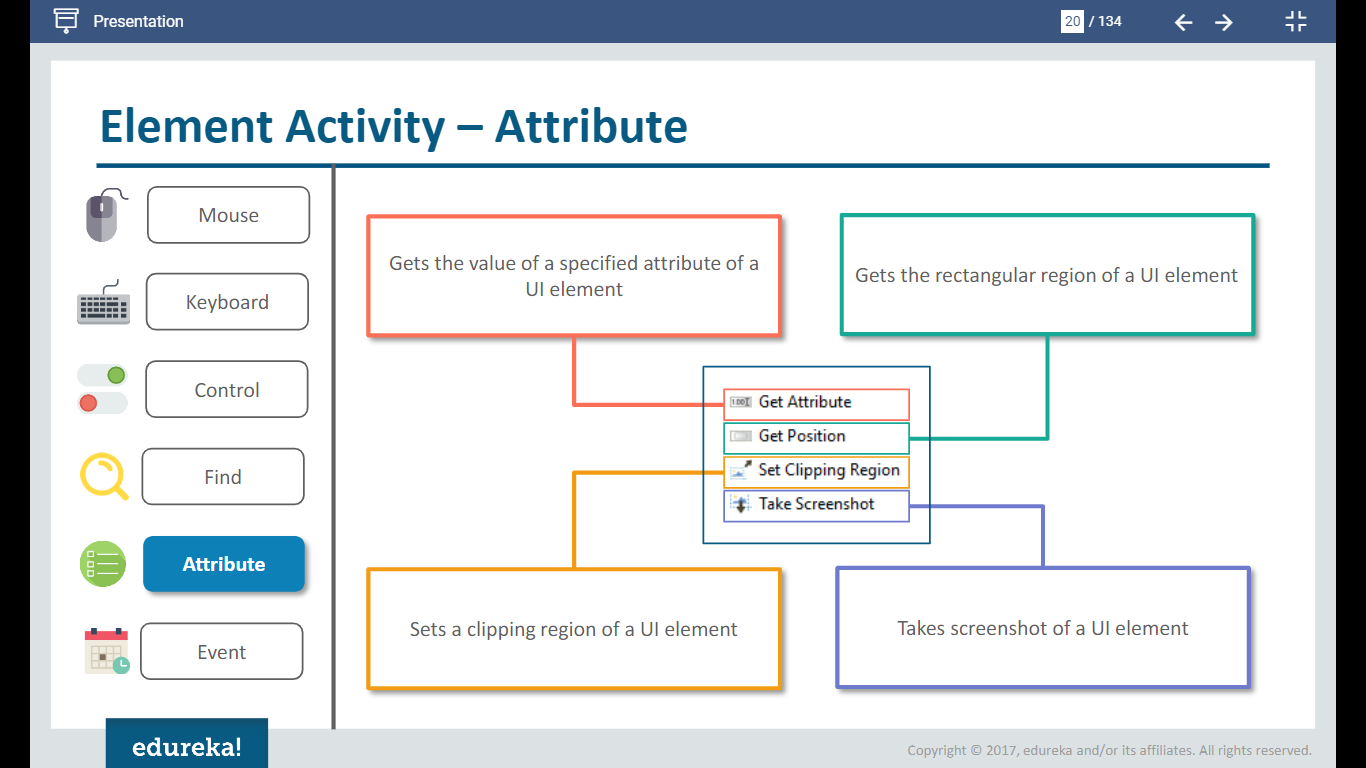 Presentation
20 / 134
Element Activity – Attribute
Mouse
Keyboard
Control
Find
Attribute
Event
Gets the value of a specified attribute of a
UI element
Gets the rectangular region of a UI element
Get Attribute
Get Position
Set Clipping Region
Take Screenshot
Sets a clipping region of a UI element
Takes screenshot of a UI element
edureka!
Copyright © 2017, edureka and/or its affiliates. All rights reserved.